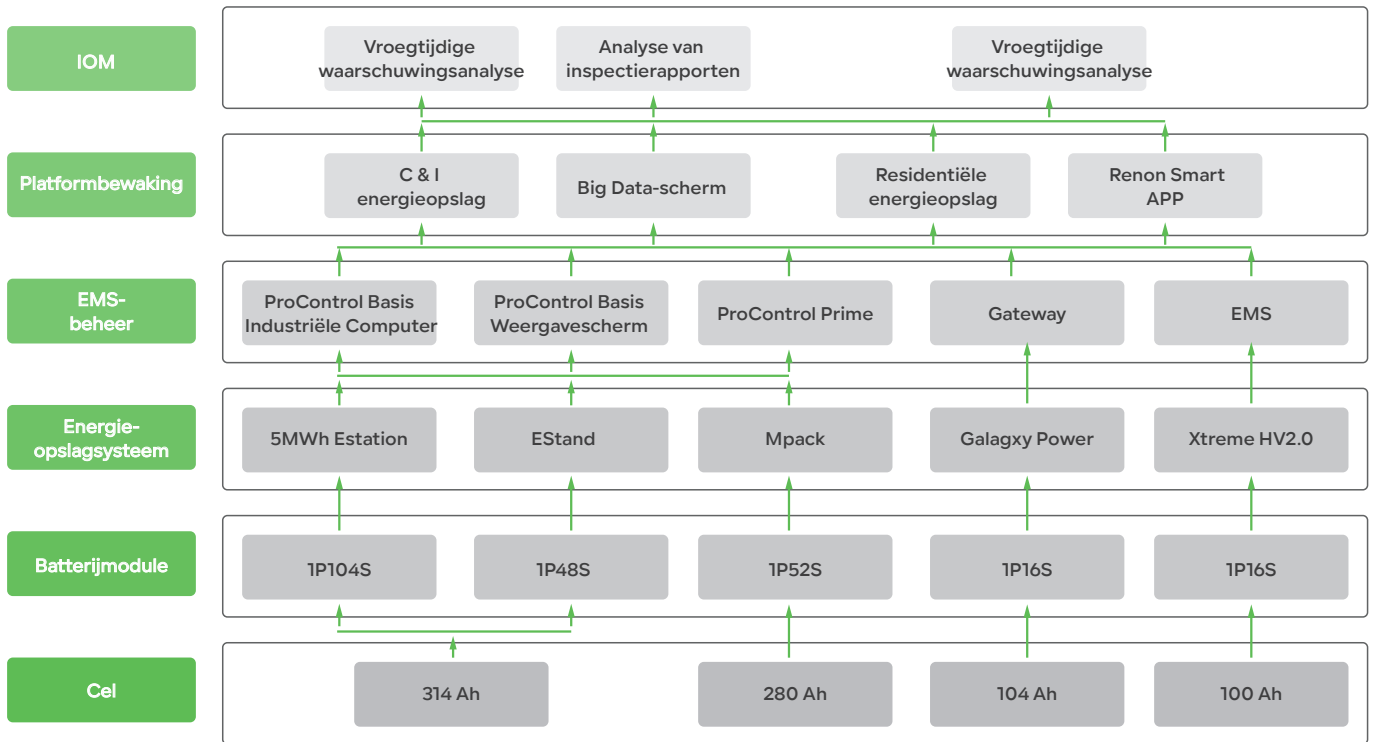 IOM
Vroegtijdige
waarschuwingsanalyse
Analyse van
inspectierapporten
Vroegtijdige
waarschuwingsanalyse
Platformbewaking
C & I
energieopslag
Big Data-scherm
Residentiële
energieopslag
Renon Smart
APP
EMS-
beheer
ProControl Basis
Industriële Computer
ProControl Basis
Weergavescherm
ProControl Prime
Gateway
EMS
Energie-
opslagsysteem
5MWh Estation
EStand
Mpack
Galagxy Power
Xtreme HV2.0
Batterijmodule
1P104S
1P48S
1P52S
1P16S
1P16S
Cel
314 Ah
280 Ah
104 Ah
100 Ah